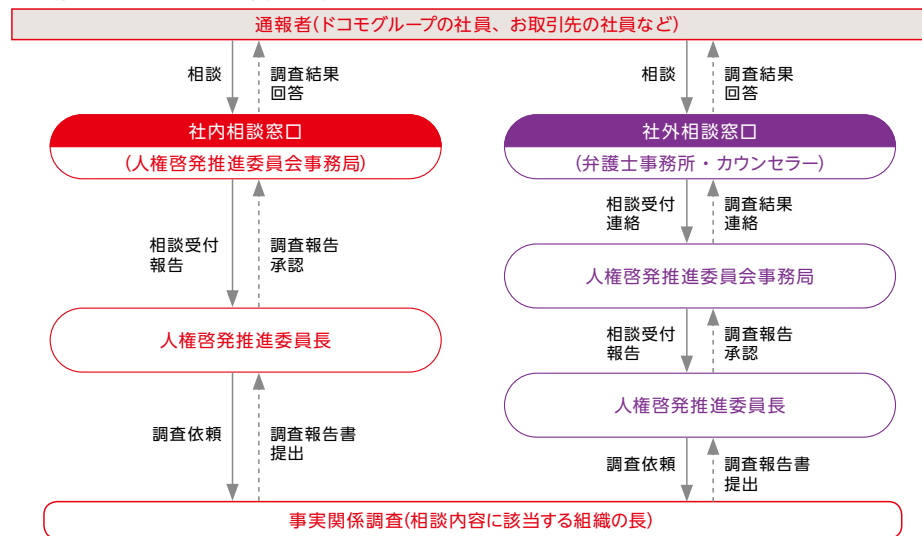 通報者(ドコモグループの社員、お取引先の社員など)
相談
調査結果
回答
相談
調査結果
回答
社内相談窓口
(人権啓発推進委員会事務局)
社外相談窓口
(弁護士事務所・カウンセラー)
相談受付
報告
調査報告
承認
相談受付
連絡
調査結果
連絡
人権啓発推進委員会事務局
人権啓発推進委員長
相談受付
報告
調査報告
承認
人権啓発推進委員長
調査依頼
調査報告書
提出
調査依頼
調査報告書
提出
事実関係調査(相談内容に該当する組織の長)